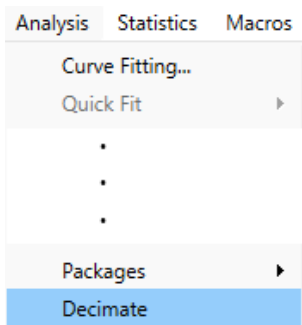 Analysis Statistics Macros
Curve Fitting...
Quick Fit
Packages
Decimate